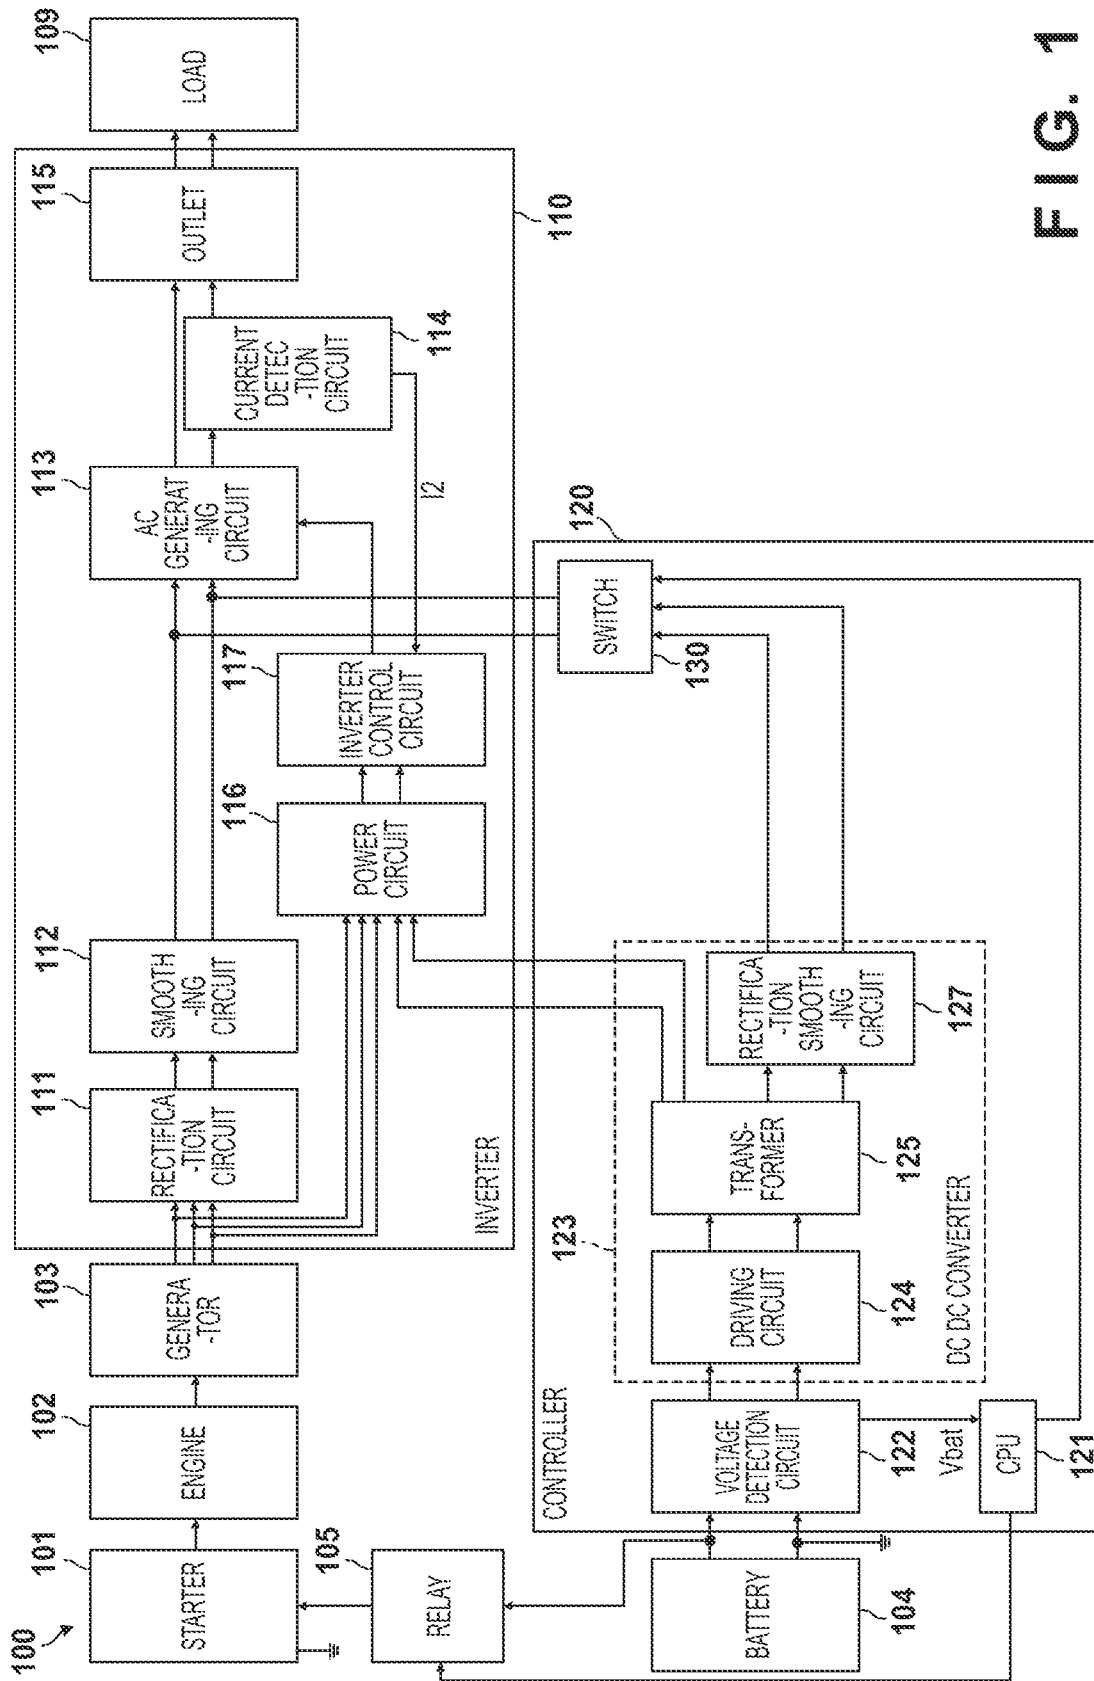 FIG. 1
100
101
STARTER
102
ENGINE
103
GENERA
-TOR
111
RECTIFICA
-TION
CIRCUIT
112
SMOOTH
-ING
CIRCUIT
113
AC
GENERAT
-ING
CIRCUIT
115
OUTLET
109
LOAD
CURRENT
DETEC
-TION
CIRCUIT
114
I2
110
116
POWER
CIRCUIT
117
INVERTER
CONTROL
CIRCUIT
INVERTER
105
RELAY
CONTROLLER
120
123
SWITCH
130
BATTERY
104
VOLTAGE
DETECTION
CIRCUIT
122
DRIVING
CIRCUIT
124
TRANS-
FORMER
125
RECTIFICA
-TION
SMOOTH
-ING
CIRCUIT
127
DC DC CONVERTER
Vbat
CPU
121